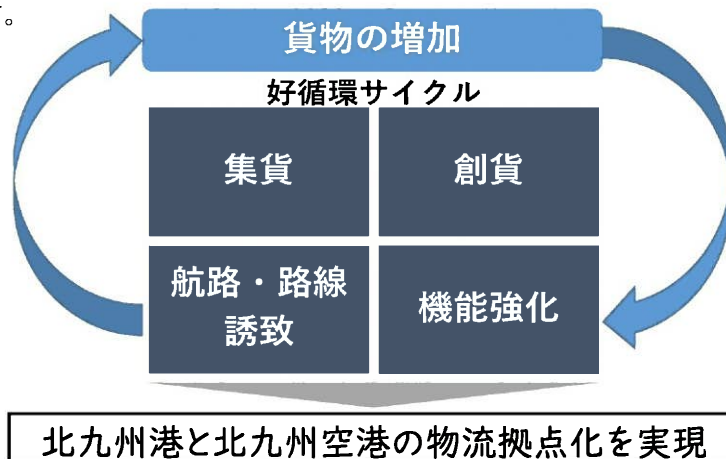 す。
貨物の増加
好循環サイクル
集貨
創貨
航路・路線
誘致
機能強化
北九州港と北九州空港の物流拠点化を実現